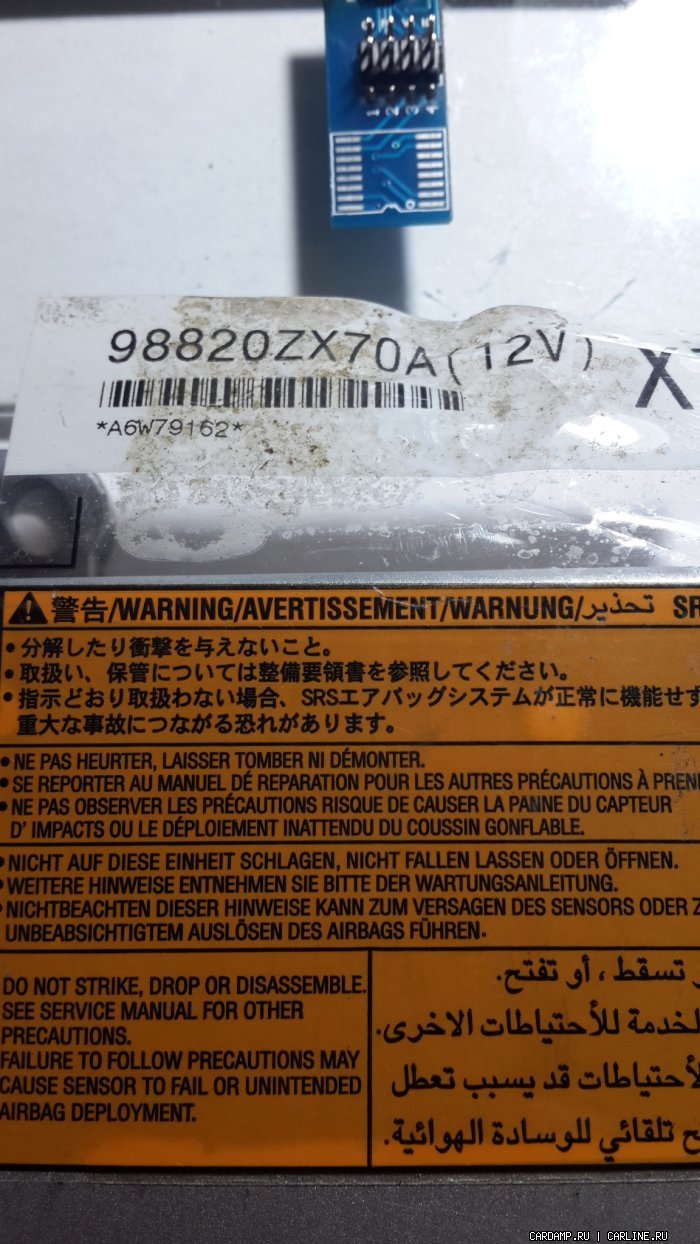 1 2 3 4
98820ZX70A(12V)
*A6W79162*
警告/WARNING/AVERTISSEMENT/WARNUNG/تحذير
• 分解したり衝撃を与えないこと。
• 取扱い、保管については整備要領書を参照してください。
• 指示どおり取扱わない場合、SRSエアバッグシステムが正常に機能せず
重大な事故につながる恐れがあります。
• NE PAS HEURTER, LAISSER TOMBER NI DÉMONTER.
• SE REPORTER AU MANUEL DÉ REPARATION POUR LES AUTRES PRÉCAUTIONS À
• NE PAS OBSERVER LES PRÉCAUTIONS RISQUE DE CAUSER LA PANNE DU CAPTEUR
D' IMPACTS OU LE DÉPLOIEMENT INATTENDU DU COUSSIN GONFLABLE.
• NICHT AUF DIESE EINHEIT SCHLAGEN, NICHT FALLEN LASSEN ODER ÖFFNEN.
• WEITERE HINWEISE ENTNEHMEN SIE BITTE DER WARTUNGSANLEITUNG.
• NICHTBEACHTEN DIESER HINWEISE KANN ZUM VERSAGEN DES SENSORS ODER
UNBEABSICHTIGTEM AUSLÖSEN DES AIRBAGS FÜHREN.
DO NOT STRIKE, DROP OR DISASSEMBLE.
SEE SERVICE MANUAL FOR OTHER
PRECAUTIONS.
FAILURE TO FOLLOW PRECAUTIONS MAY
CAUSE SENSOR TO FAIL OR UNINTENDED
AIRBAG DEPLOYMENT.
تسقط ، أو تفتح.
للأحتياطات الاخرى.
قد يسبب تعطل
تلقائي للوسادة الهوائية.
CARDAMP.RU | CARLINE.RU